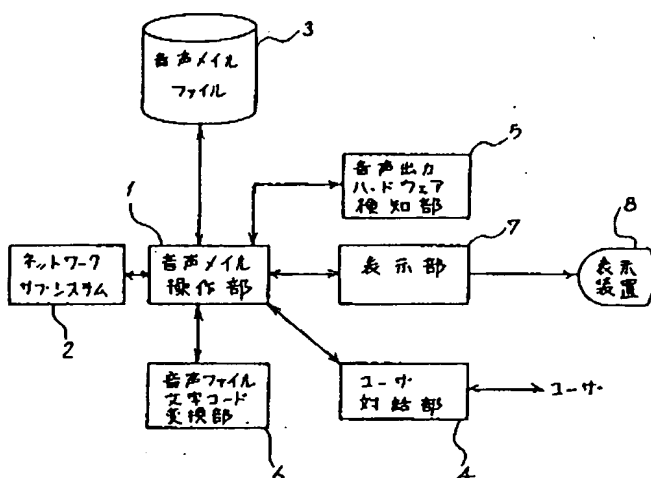 音声メイル
ファイル
3
音声出力
ハードウェア
検知部
5
1
音声メイル
操作部
ネットワーク
サブシステム
2
表示部
7
表示
装置
8
音声ファイル
文字コード
変換部
6
ユーザ
対話部
4
ユーザ